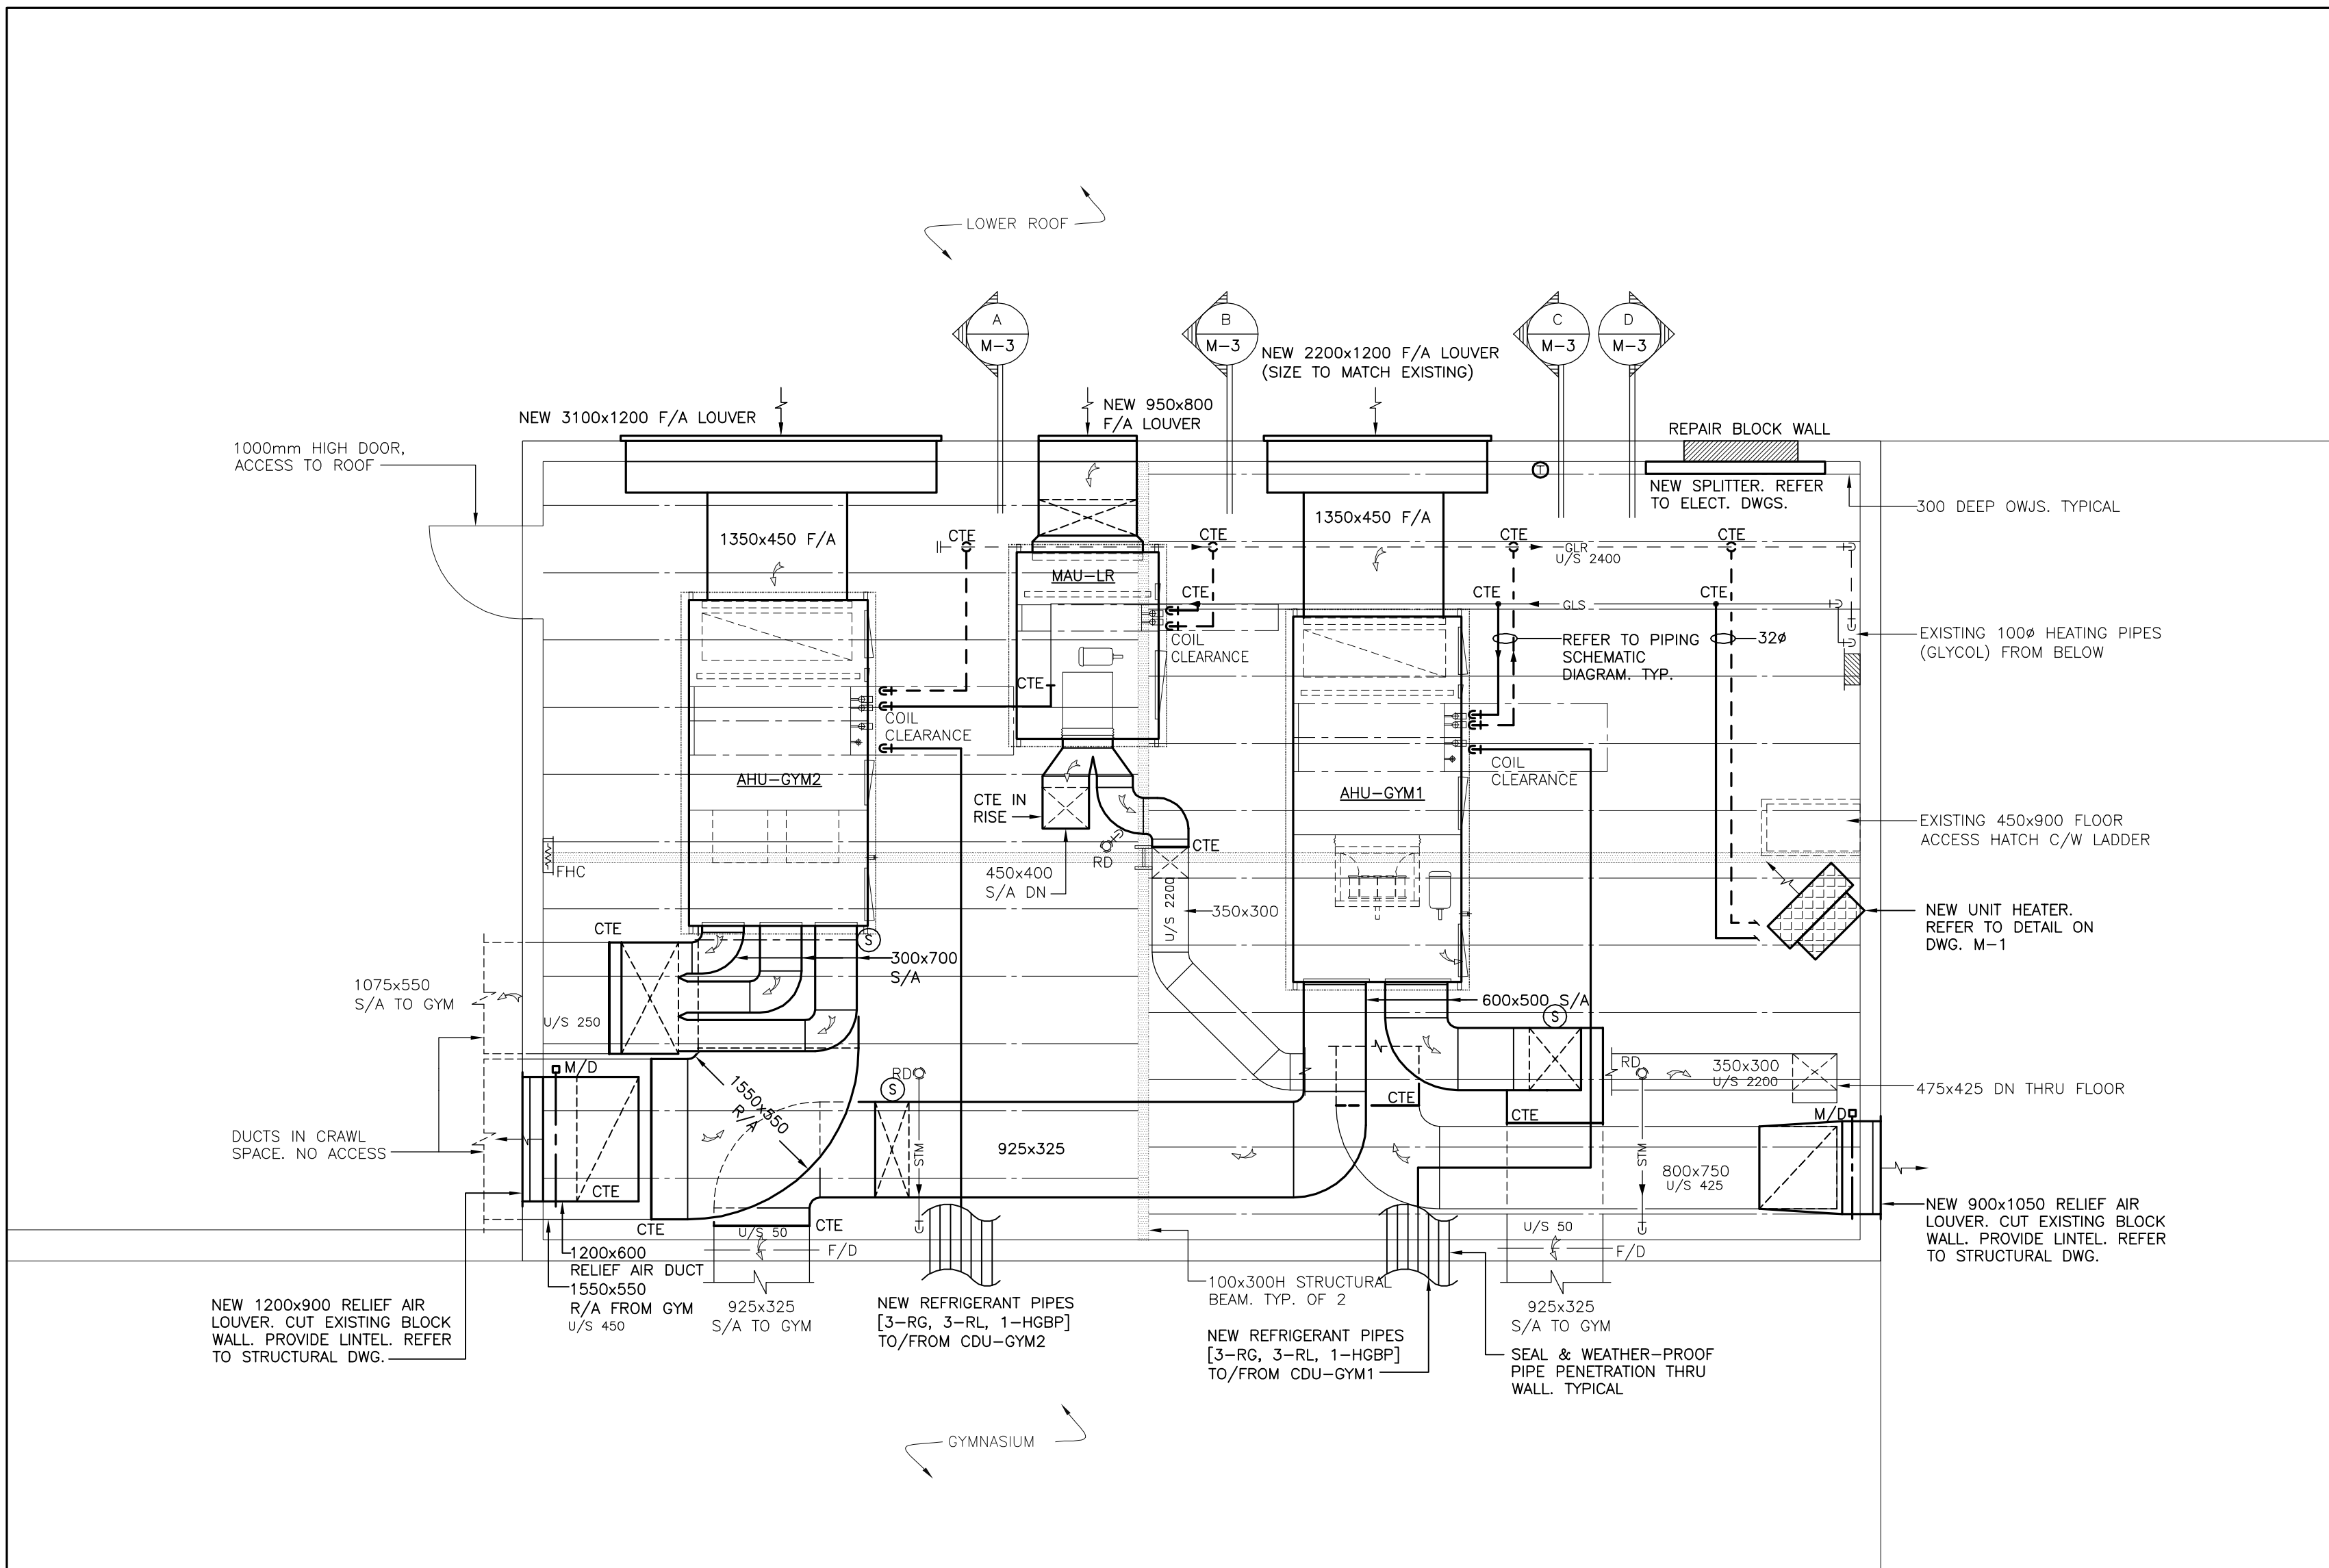 LOWER ROOF
A
M-3
B
M-3
C
M-3
D
M-3
NEW 2200x1200 F/A LOUVER
(SIZE TO MATCH EXISTING)
NEW 3100x1200 F/A LOUVER
NEW 950x800
F/A LOUVER
REPAIR BLOCK WALL
1000mm HIGH DOOR,
ACCESS TO ROOF
T
NEW SPLITTER. REFER
TO ELECT. DWGS.
300 DEEP OWJS. TYPICAL
1350x450 F/A
1350x450 F/A
CTE
CTE
CTE
CTE
GLR
U/S 2400
MAU-LR
CTE
CTE
CTE
GLS
COIL
CLEARANCE
REFER TO PIPING
SCHEMATIC
DIAGRAM. TYP.
32ø
EXISTING 100ø HEATING PIPES
(GLYCOL) FROM BELOW
CTE
COIL
CLEARANCE
COIL
CLEARANCE
AHU-GYM2
AHU-GYM1
CTE IN
RISE
EXISTING 450x900 FLOOR
ACCESS HATCH C/W LADDER
CTE
RD
FHC
450x400
S/A DN
U/S 2200
350x300
NEW UNIT HEATER.
REFER TO DETAIL ON
DWG. M-1
CTE
S
300x700
S/A
1075x550
S/A TO GYM
600x500 S/A
S
U/S 250
M/D
RD
S
1550x550
R/A
RD
350x300
U/S 2200
475x425 DN THRU FLOOR
CTE
CTE
M/D
DUCTS IN CRAWL
SPACE. NO ACCESS
925x325
STM
STM
800x750
U/S 425
CTE
CTE
CTE
U/S 50
U/S 50
NEW 900x1050 RELIEF AIR
LOUVER. CUT EXISTING BLOCK
WALL. PROVIDE LINTEL. REFER
TO STRUCTURAL DWG.
F/D
F/D
1200x600
RELIEF AIR DUCT
1550x550
R/A FROM GYM
U/S 450
100x300H STRUCTURAL
BEAM. TYP. OF 2
NEW 1200x900 RELIEF AIR
LOUVER. CUT EXISTING BLOCK
WALL. PROVIDE LINTEL. REFER
TO STRUCTURAL DWG.
925x325
S/A TO GYM
NEW REFRIGERANT PIPES
[3-RG, 3-RL, 1-HGBP]
TO/FROM CDU-GYM2
NEW REFRIGERANT PIPES
[3-RG, 3-RL, 1-HGBP]
TO/FROM CDU-GYM1
925x325
S/A TO GYM
SEAL & WEATHER-PROOF
PIPE PENETRATION THRU
WALL. TYPICAL
GYMNASIUM